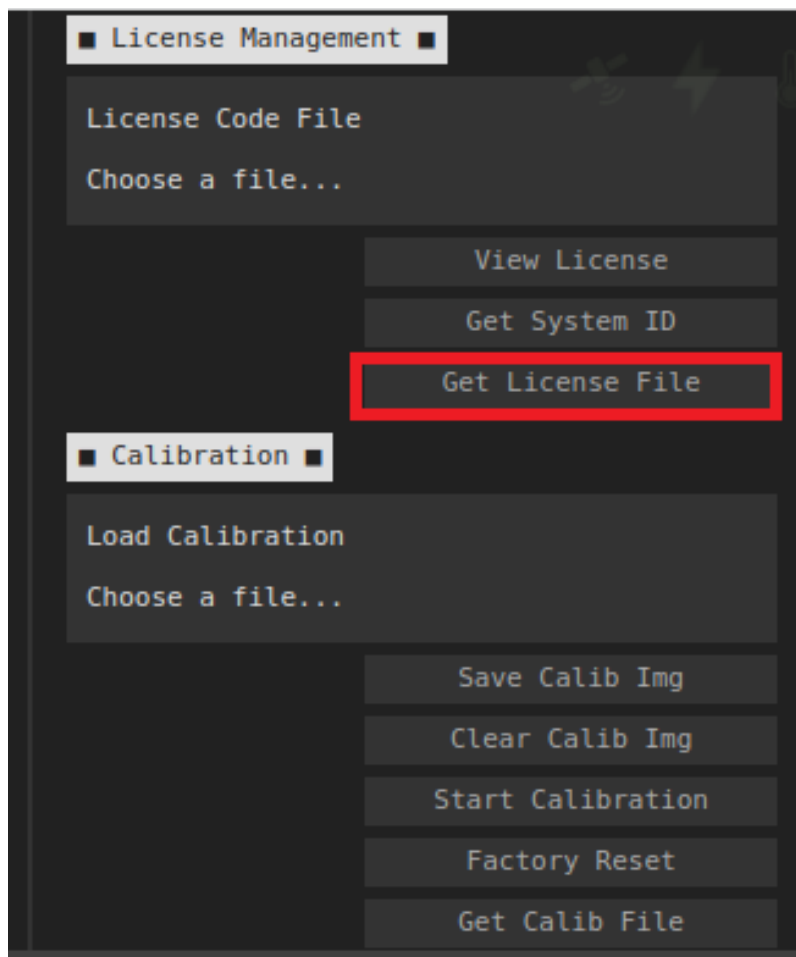 ■ License Management ■
License Code File
Choose a file...
View License
Get System ID
Get License File
■ Calibration ■
Load Calibration
Choose a file...
Save Calib Img
Clear Calib Img
Start Calibration
Factory Reset
Get Calib File